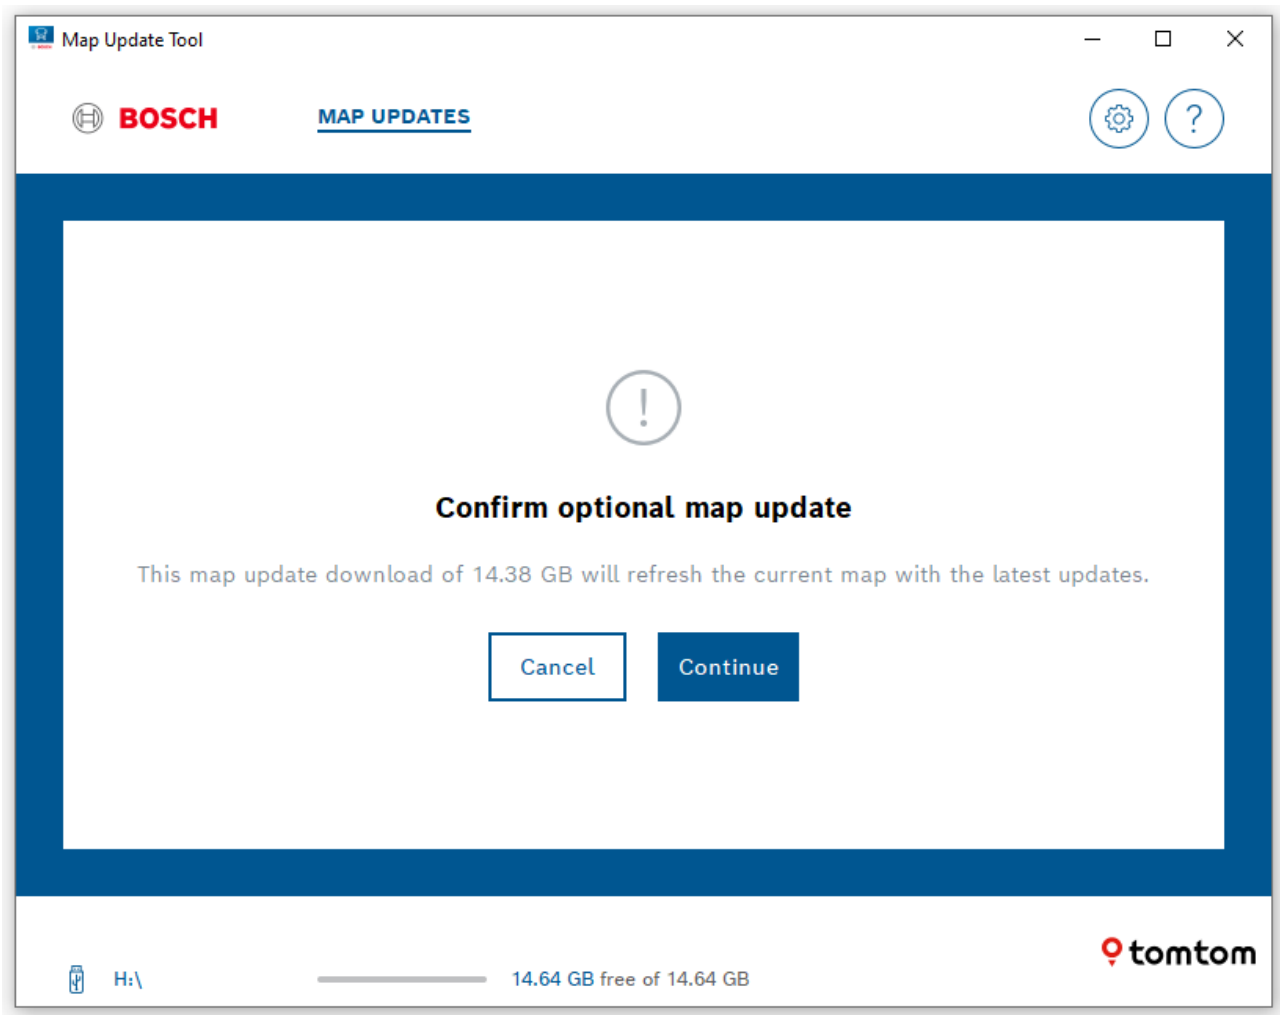 Map Update Tool
BOSCH
MAP UPDATES
?
!
Confirm optional map update
This map update download of 14.38 GB will refresh the current map with the latest updates.
Cancel
Continue
tomtom
H:\
14.64 GB free of 14.64 GB